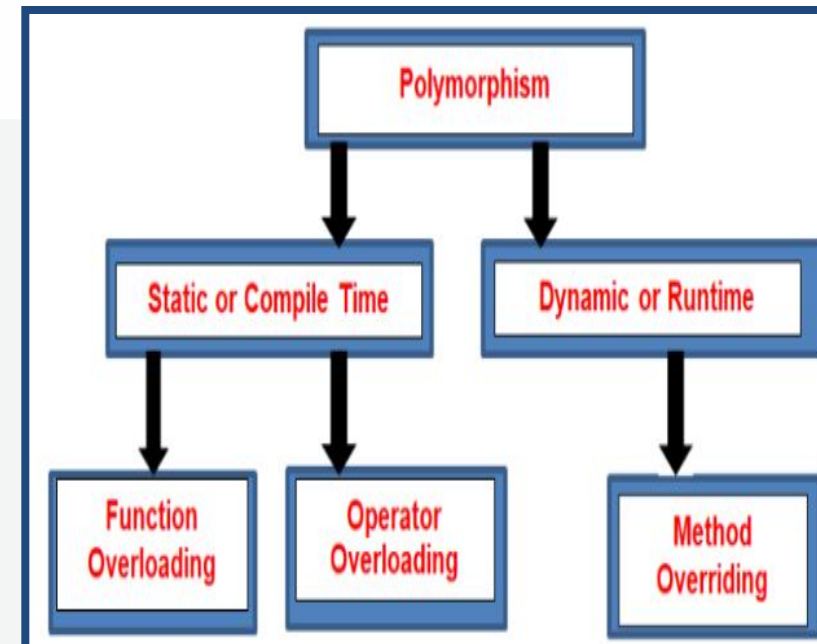 Polymorphism
Static or Compile Time
Dynamic or Runtime
Function
Overloading
Operator
Overloading
Method
Overriding